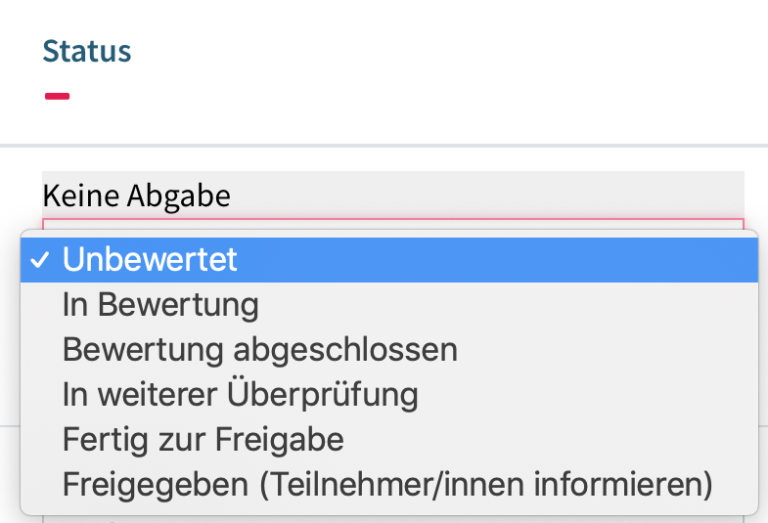 Status
Keine Abgabe
Unbewertet
In Bewertung
Bewertung abgeschlossen
In weiterer Überprüfung
Fertig zur Freigabe
Freigegeben (Teilnehmer/innen informieren)